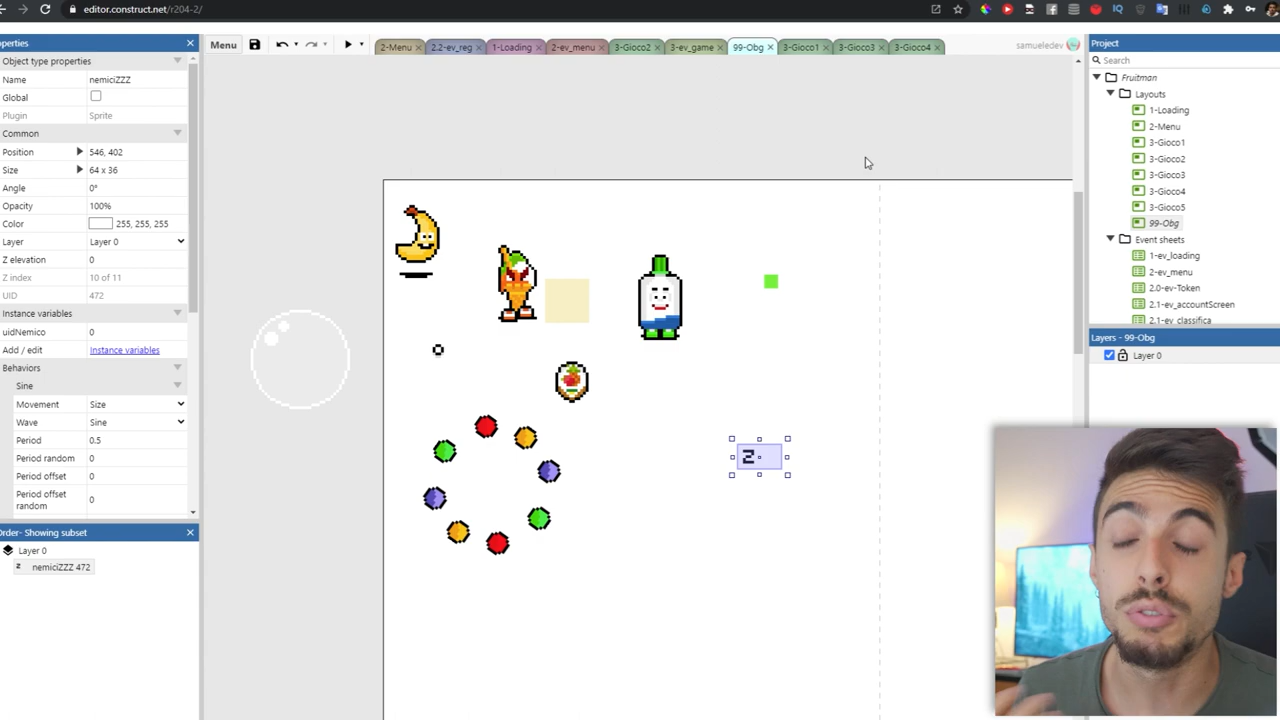 editor.construct.net/r204-2/
operties
Object type properties
Name nemiciZZZ
Global
Plugin Sprite
Common
Position 546, 402
Size 64 x 36
Angle 0°
Opacity 100%
Color 255, 255, 255
Layer Layer 0
Z elevation 0
Z index 10 of 11
UID 472
Instance variables
uidNemico 0
Add / edit Instance variables
Behaviors
Sine
Movement Size
Wave Sine
Period 0.5
Period random 0
Period offset 0
Period offset random 0
Order- Showing subset
Layer 0
z nemiciZZZ 472
Menu
2-Menu
2.2-ev_reg
1-Loading
2-ev_menu
3-Gioco2
3-ev_game
99-Obg
3-Gioco1
3-Gioco3
3-Gioco4
samueledev
Z
Project
Search
Fruitman
Layouts
1-Loading
2-Menu
3-Gioco1
3-Gioco2
3-Gioco3
3-Gioco4
3-Gioco5
99-Obg
Event sheets
1-ev_loading
2-ev_menu
2.0-ev-Token
2.1-ev_accountScreen
2.1-ev_classifica
Layers - 99-Obg
Layer 0